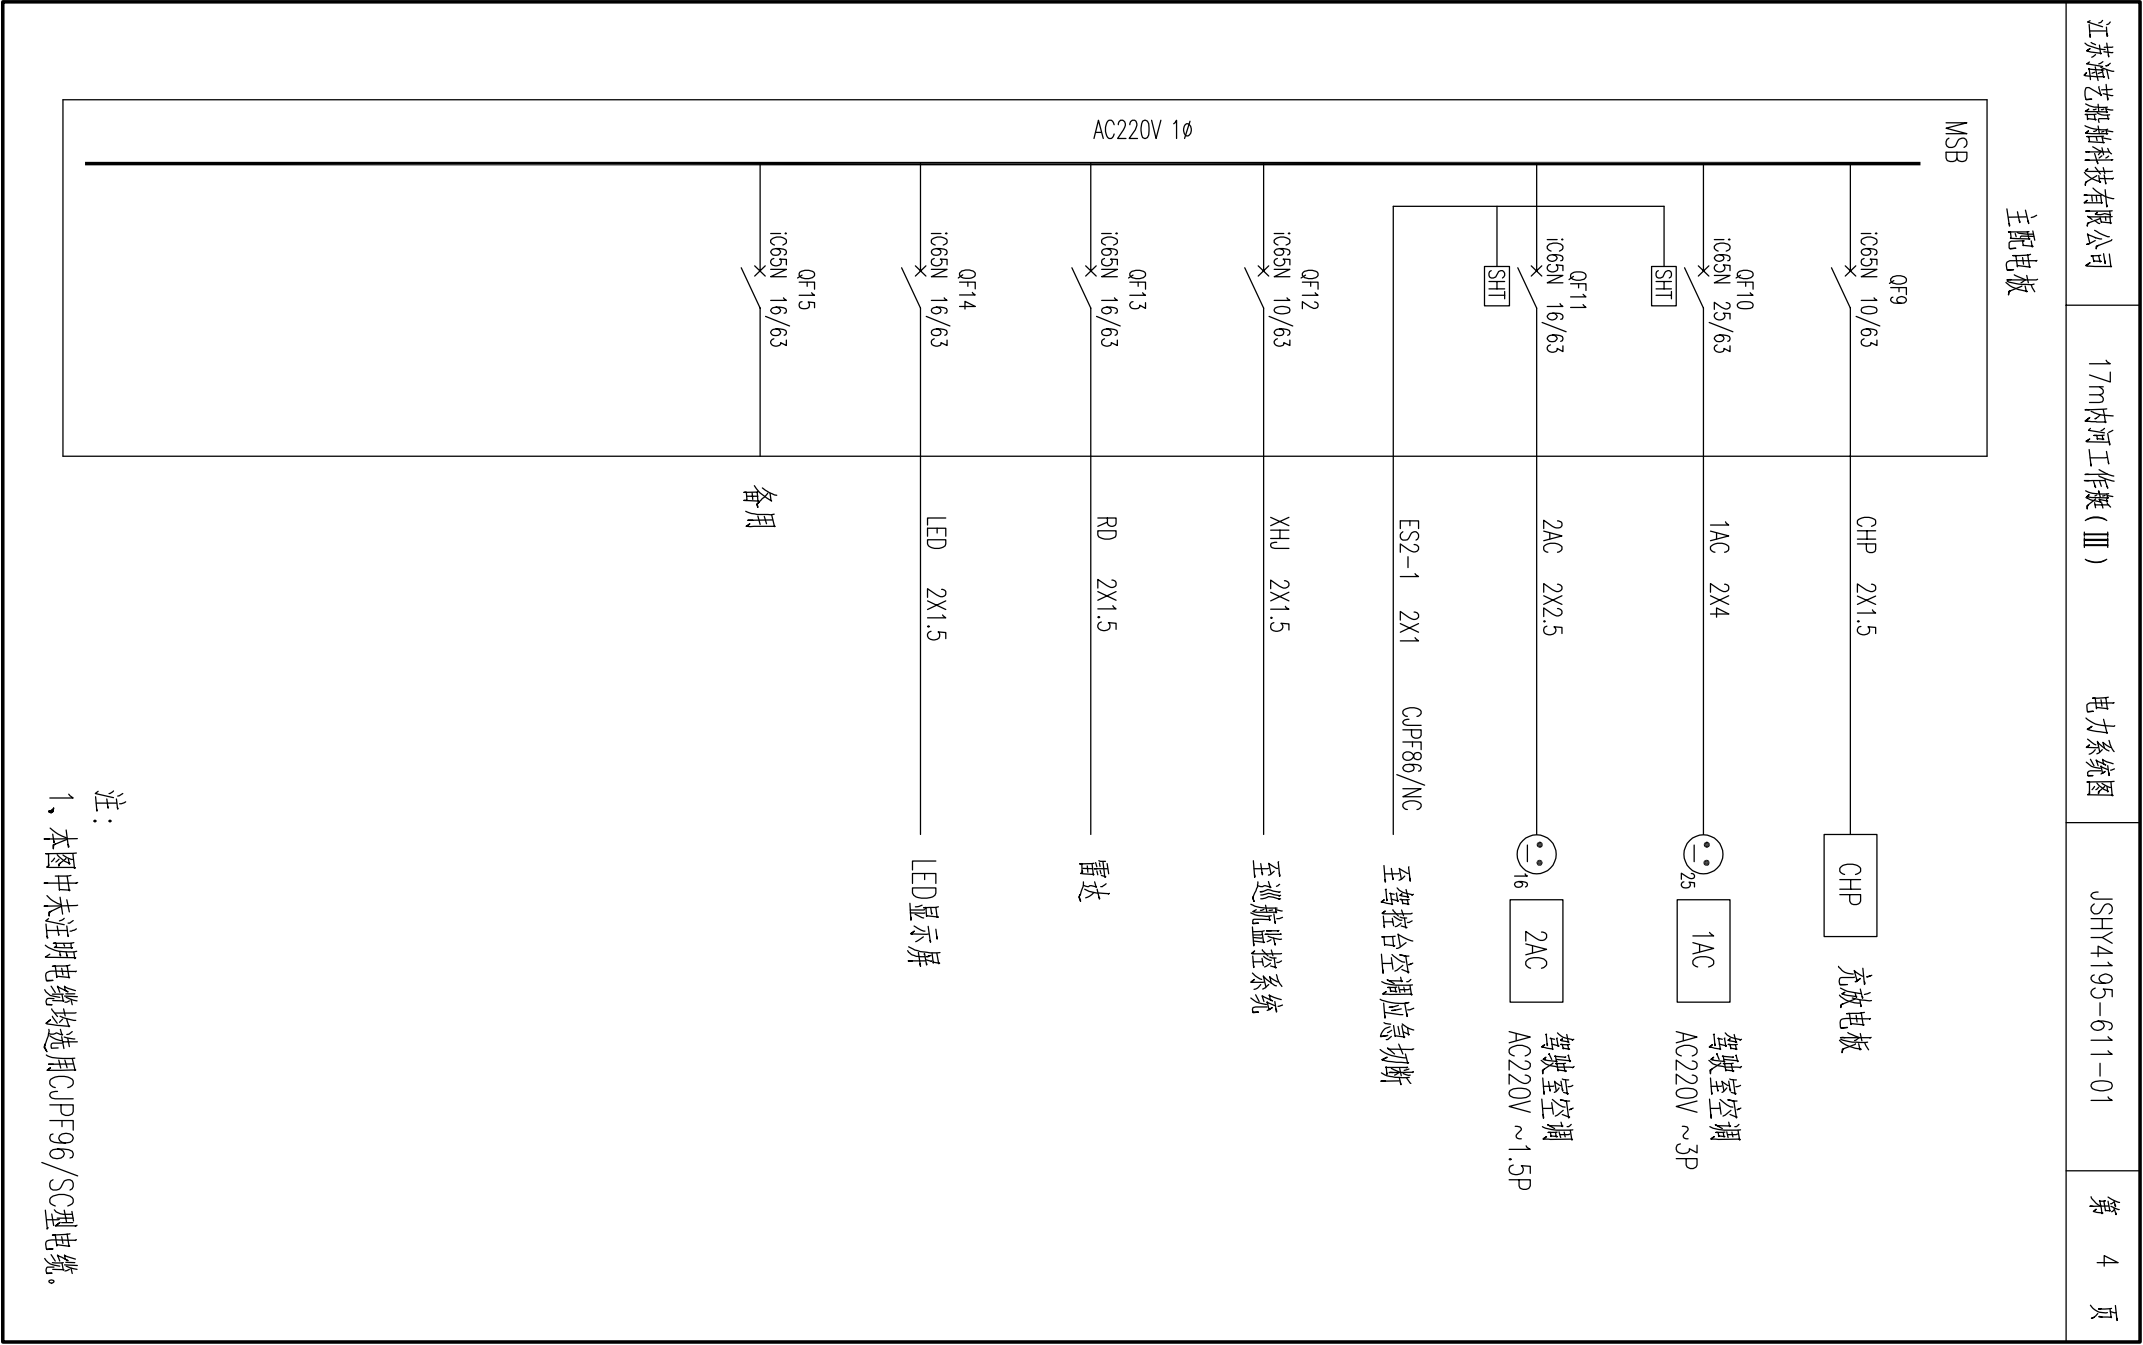 江苏海艺船舶科技有限公司
17m内河工作艇(Ⅲ)
电力系统图
JSHY4195-611-01
第 4 页
主配电板
MSB
AC220V 1ø
QF9
iC65N 10/63
CHP 2X1.5
CHP
充放电板
QF10
iC65N 25/63
SHT
1AC 2X4
25
1AC
驾驶室空调
AC220V ~3P
QF11
iC65N 16/63
SHT
2AC 2X2.5
16
2AC
驾驶室空调
AC220V ~1.5P
ES2-1 2X1 CJPF86/NC
至驾控台空调应急切断
QF12
iC65N 10/63
XHJ 2X1.5
至巡航监控系统
QF13
iC65N 16/63
RD 2X1.5
雷达
QF14
iC65N 16/63
LED 2X1.5
LED显示屏
QF15
iC65N 16/63
备用
注：
1、本图中未注明电缆均选用CJPF96/SC型电缆。